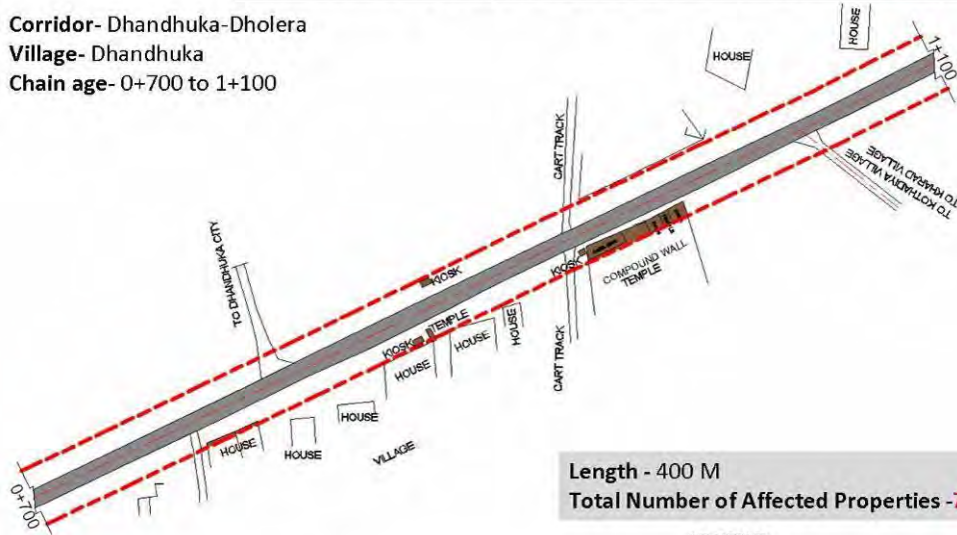 Corridor- Dhandhuka-Dholera
Village- Dhandhuka
Chain age- 0+700 to 1+100
HOUSE
HOUSE
1+100
CART TRACK
TO KHARAD VILLAGE
TO KOTHADIYA VILLAGE
TO DHANDHUKA CITY
KIOSK
KIOSK
COMPOUND WALL
TEMPLE
TEMPLE
KIOSK
HOUSE
HOUSE
HOUSE
CART TRACK
HOUSE
HOUSE
HOUSE
VILLAGE
0+700
Length - 400 M
Total Number of Affected Properties -7